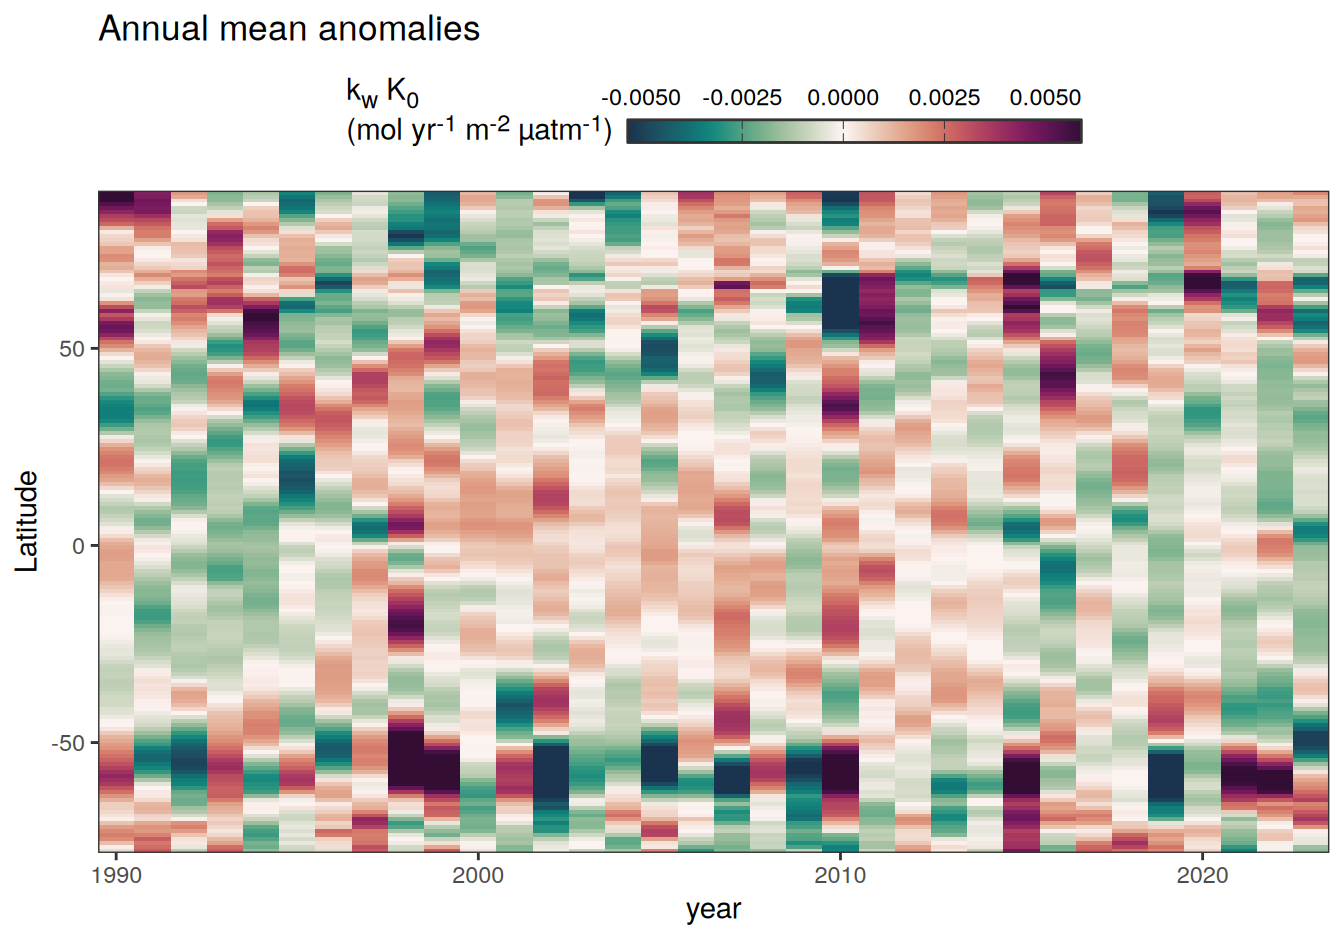 Annual mean anomalies
k_w K_0
(mol yr⁻¹ m⁻² µatm⁻¹)
-0.0050 -0.0025 0.0000 0.0025 0.0050
Latitude
50
0
-50
1990 2000 2010 2020
year